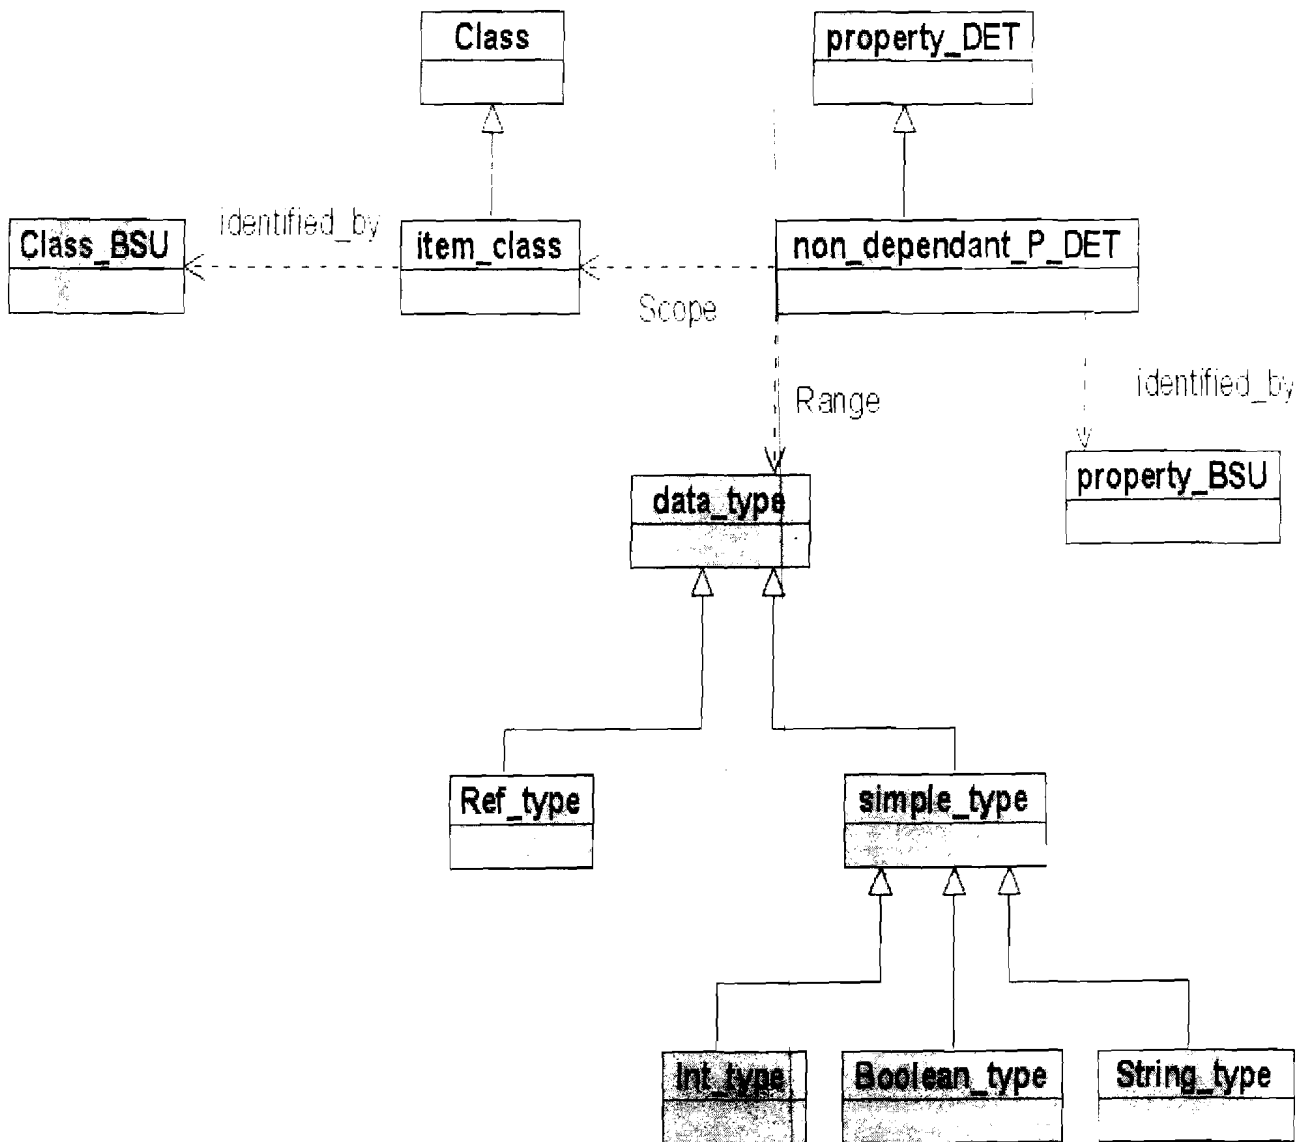 Class
property_DET
identified_by
Class_BSU
item_class
non_dependant_P_DET
Scope
Range
identified_by
data_type
property_BSU
Ref_type
simple_type
Int_type
Boolean_type
String_type